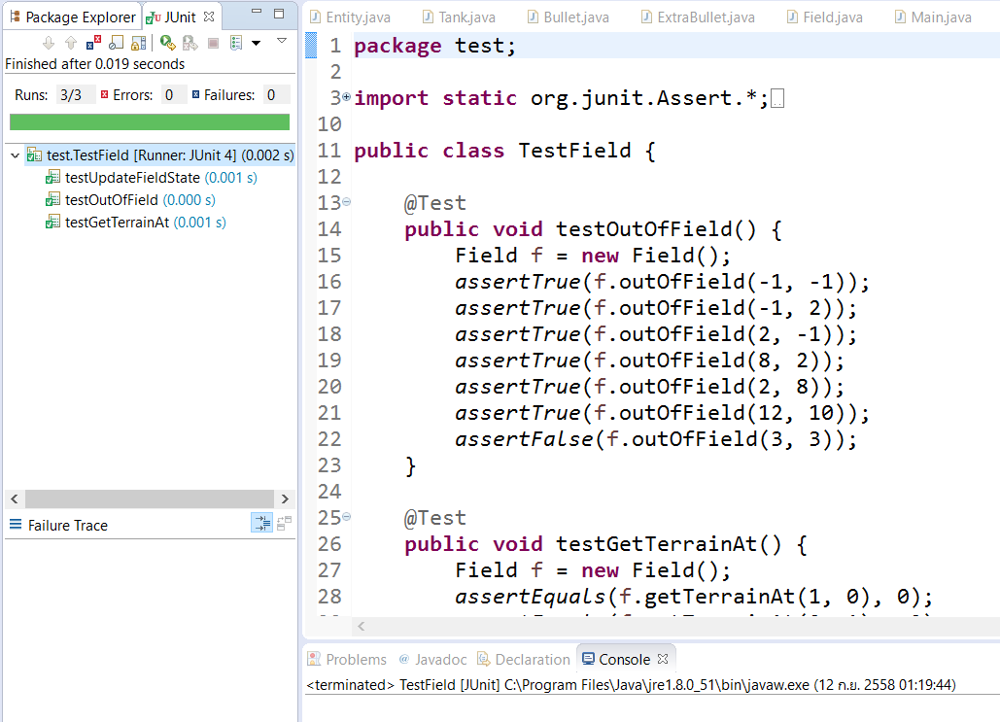 Package Explorer JUnit
Finished after 0.019 seconds
Runs: 3/3 Errors: 0 Failures: 0
test.TestField [Runner: JUnit 4] (0.002 s)
testUpdateFieldState (0.001 s)
testOutOfField (0.000 s)
testGetTerrainAt (0.001 s)
Failure Trace
Entity.java Tank.java Bullet.java ExtraBullet.java Field.java Main.java
1 package test;
2
3 import static org.junit.Assert.*;
10
11 public class TestField {
12
13 @Test
14 public void testOutOfField() {
15 Field f = new Field();
16 assertTrue(f.outOfField(-1, -1));
17 assertTrue(f.outOfField(-1, 2));
18 assertTrue(f.outOfField(2, -1));
19 assertTrue(f.outOfField(8, 2));
20 assertTrue(f.outOfField(2, 8));
21 assertTrue(f.outOfField(12, 10));
22 assertFalse(f.outOfField(3, 3));
23 }
24
25 @Test
26 public void testGetTerrainAt() {
27 Field f = new Field();
28 assertEquals(f.getTerrainAt(1, 0), 0);
Problems @ Javadoc Declaration Console
<terminated> TestField [JUnit] C:\Program Files\Java\jre1.8.0_51\bin\javaw.exe (12 ก.ย. 2558 01:19:44)